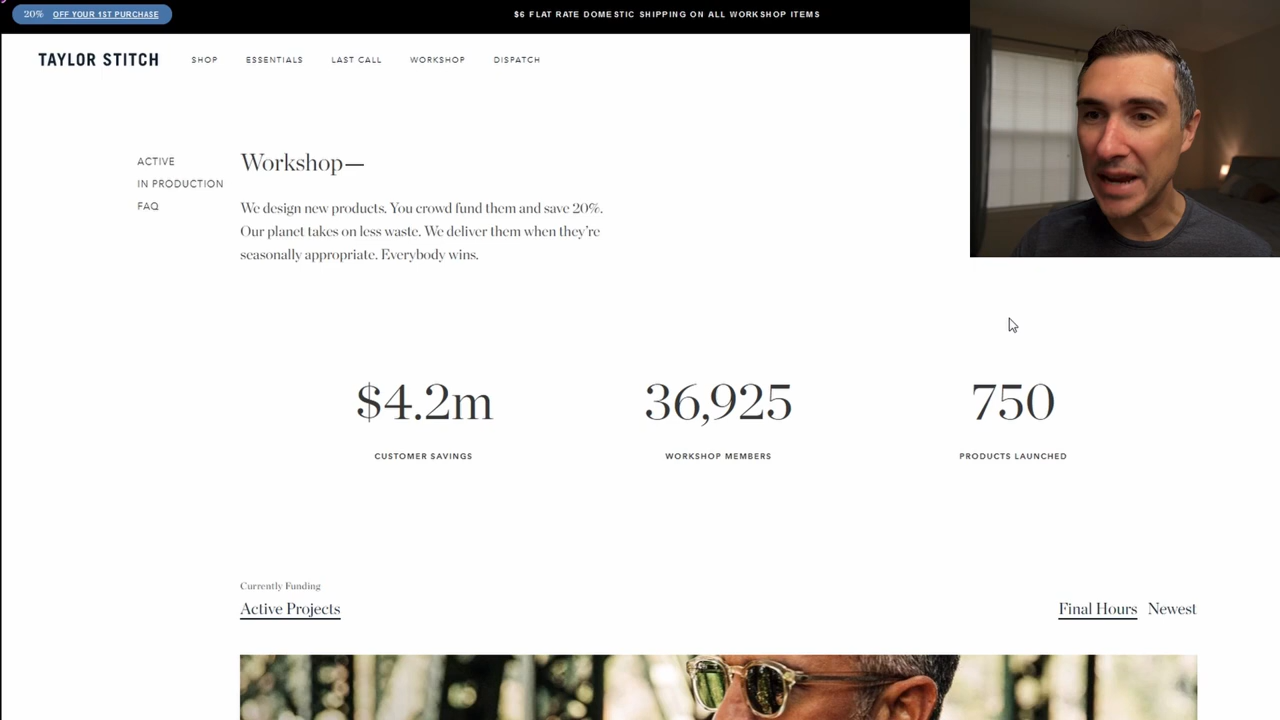 20% OFF YOUR 1ST PURCHASE
$6 FLAT RATE DOMESTIC SHIPPING ON ALL WORKSHOP ITEMS
TAYLOR STITCH
SHOP
ESSENTIALS
LAST CALL
WORKSHOP
DISPATCH
ACTIVE
IN PRODUCTION
FAQ
Workshop—
We design new products. You crowd fund them and save 20%.
Our planet takes on less waste. We deliver them when they're
seasonally appropriate. Everybody wins.
$4.2m
CUSTOMER SAVINGS
36,925
WORKSHOP MEMBERS
750
PRODUCTS LAUNCHED
Currently Funding
Active Projects
Final Hours
Newest